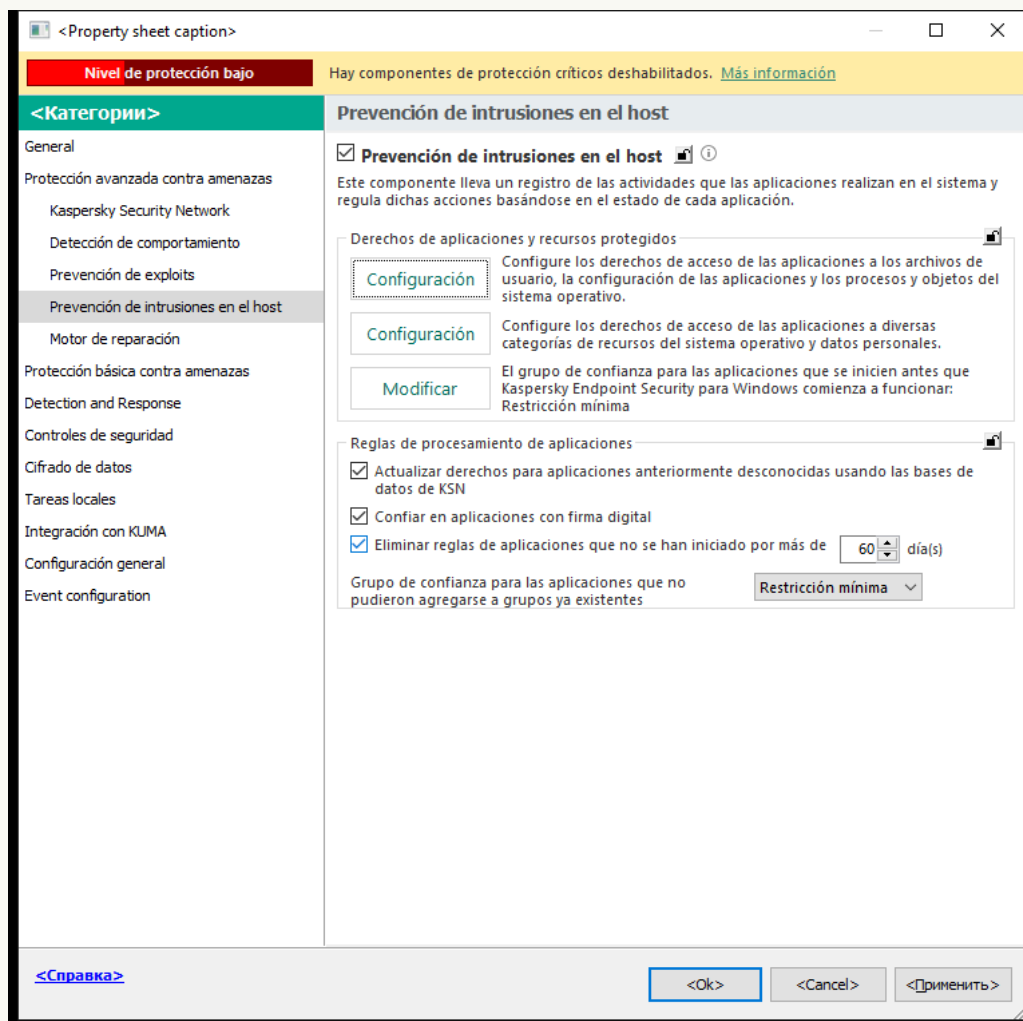 <Property sheet caption>
Nivel de protección bajo
Hay componentes de protección críticos deshabilitados. Más información
<Категории>
General
Protección avanzada contra amenazas
Kaspersky Security Network
Detección de comportamiento
Prevención de exploits
Prevención de intrusiones en el host
Motor de reparación
Protección básica contra amenazas
Detection and Response
Controles de seguridad
Cifrado de datos
Tareas locales
Integración con KUMA
Configuración general
Event configuration
Prevención de intrusiones en el host
Prevención de intrusiones en el host
Este componente lleva un registro de las actividades que las aplicaciones realizan en el sistema y
regula dichas acciones basándose en el estado de cada aplicación.
Derechos de aplicaciones y recursos protegidos
Configuración
Configure los derechos de acceso de las aplicaciones a los archivos de
usuario, la configuración de las aplicaciones y los procesos y objetos del
sistema operativo.
Configuración
Configure los derechos de acceso de las aplicaciones a diversas
categorías de recursos del sistema operativo y datos personales.
Modificar
El grupo de confianza para las aplicaciones que se inicien antes que
Kaspersky Endpoint Security para Windows comienza a funcionar:
Restricción mínima
Reglas de procesamiento de aplicaciones
Actualizar derechos para aplicaciones anteriormente desconocidas usando las bases de
datos de KSN
Confiar en aplicaciones con firma digital
Eliminar reglas de aplicaciones que no se han iniciado por más de 60 día(s)
Grupo de confianza para las aplicaciones que no
pudieron agregarse a grupos ya existentes
Restricción mínima
<Справка>
<Ok>
<Cancel>
<Применить>